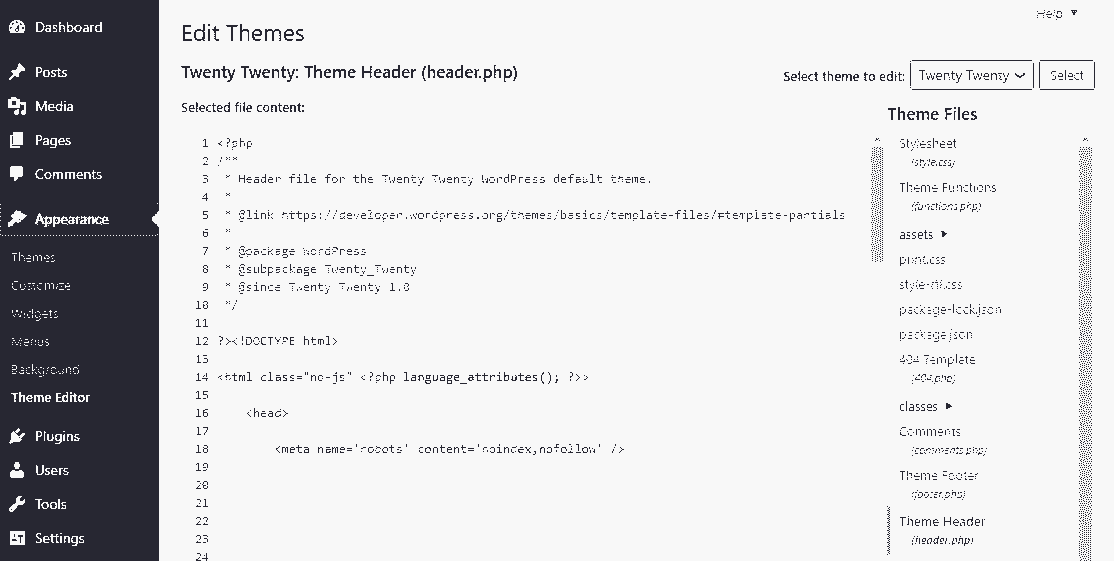 Help ▼
Dashboard
Posts
Media
Pages
Comments
Appearance
Themes
Customize
Widgets
Menus
Background
Theme Editor
Plugins
Users
Tools
Settings
Edit Themes
Twenty Twenty: Theme Header (header.php)
Select theme to edit: Twenty Twenty Select
Selected file content:
1 <?php
2 /**
3 * Header file for the Twenty Twenty WordPress default theme.
4 *
5 * @link https://developer.wordpress.org/themes/basics/template-files/#template-partials
6 *
7 * @package WordPress
8 * @subpackage Twenty_Twenty
9 * @since Twenty Twenty 1.0
10 */
11
12 ?><!DOCTYPE html>
13
14 <html class="no-js" <?php language_attributes(); ?>>
15
16 <head>
17
18 <meta name='robots' content='noindex,nofollow' />
19
20
21
22
23
24
Theme Files
Stylesheet
(style.css)
Theme Functions
(functions.php)
assets ▶
print.css
style-rtl.css
package-lock.json
package.json
404 Template
(404.php)
classes ▶
Comments
(comments.php)
Theme Footer
(footer.php)
Theme Header
(header.php)